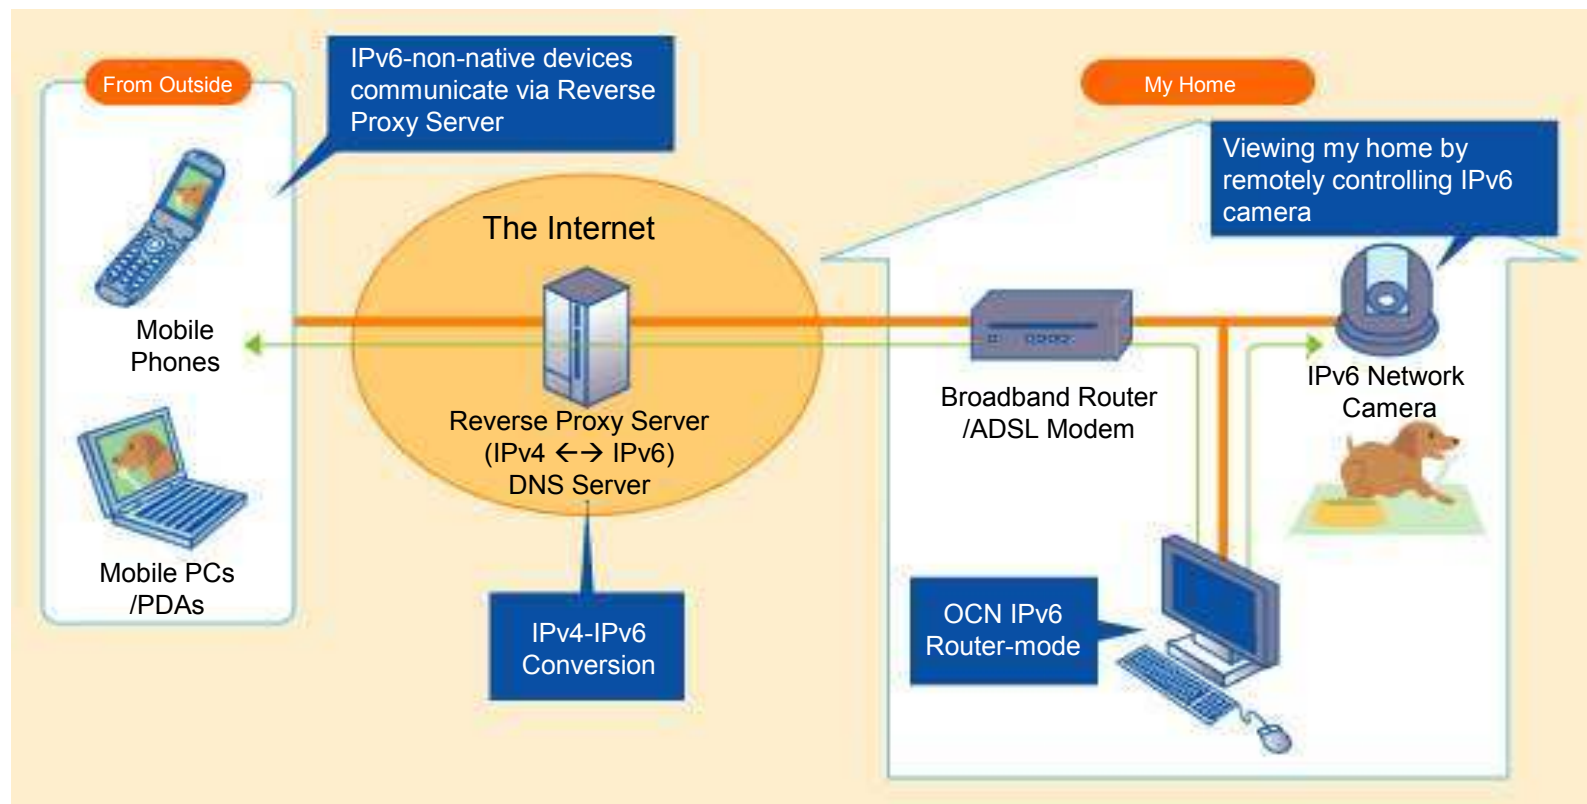 From Outside
IPv6-non-native devices
communicate via Reverse
Proxy Server
My Home
Viewing my home by
remotely controlling IPv6
camera
The Internet
Mobile
Phones
Reverse Proxy Server
(IPv4 ←→ IPv6)
DNS Server
Broadband Router
/ADSL Modem
IPv6 Network
Camera
Mobile PCs
/PDAs
IPv4-IPv6
Conversion
OCN IPv6
Router-mode